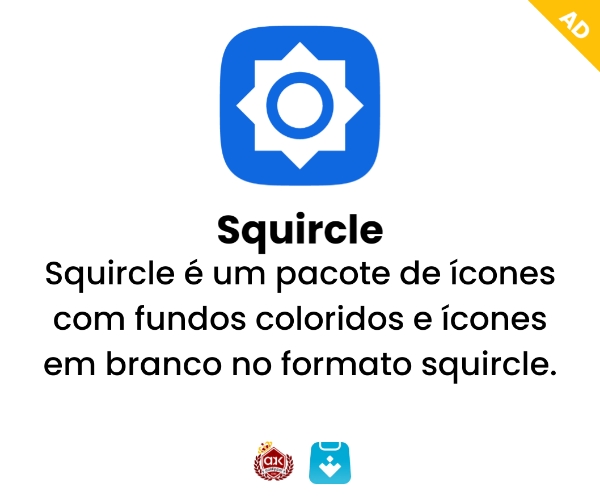 AD
Squircle
Squircle é um pacote de ícones
com fundos coloridos e ícones
em branco no formato squircle.